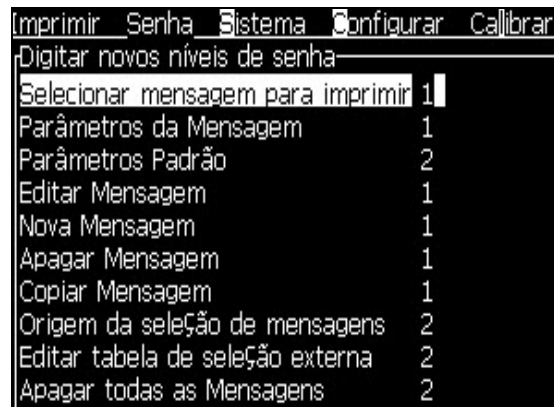 Imprimir Senha Sistema Configurar Calibrar
Digitar novos níveis de senha
Selecionar mensagem para imprimir 1
Parâmetros da Mensagem 1
Parâmetros Padrão 2
Editar Mensagem 1
Nova Mensagem 1
Apagar Mensagem 1
Copiar Mensagem 1
Origem da seleção de mensagens 2
Editar tabela de seleção externa 2
Apagar todas as Mensagens 2